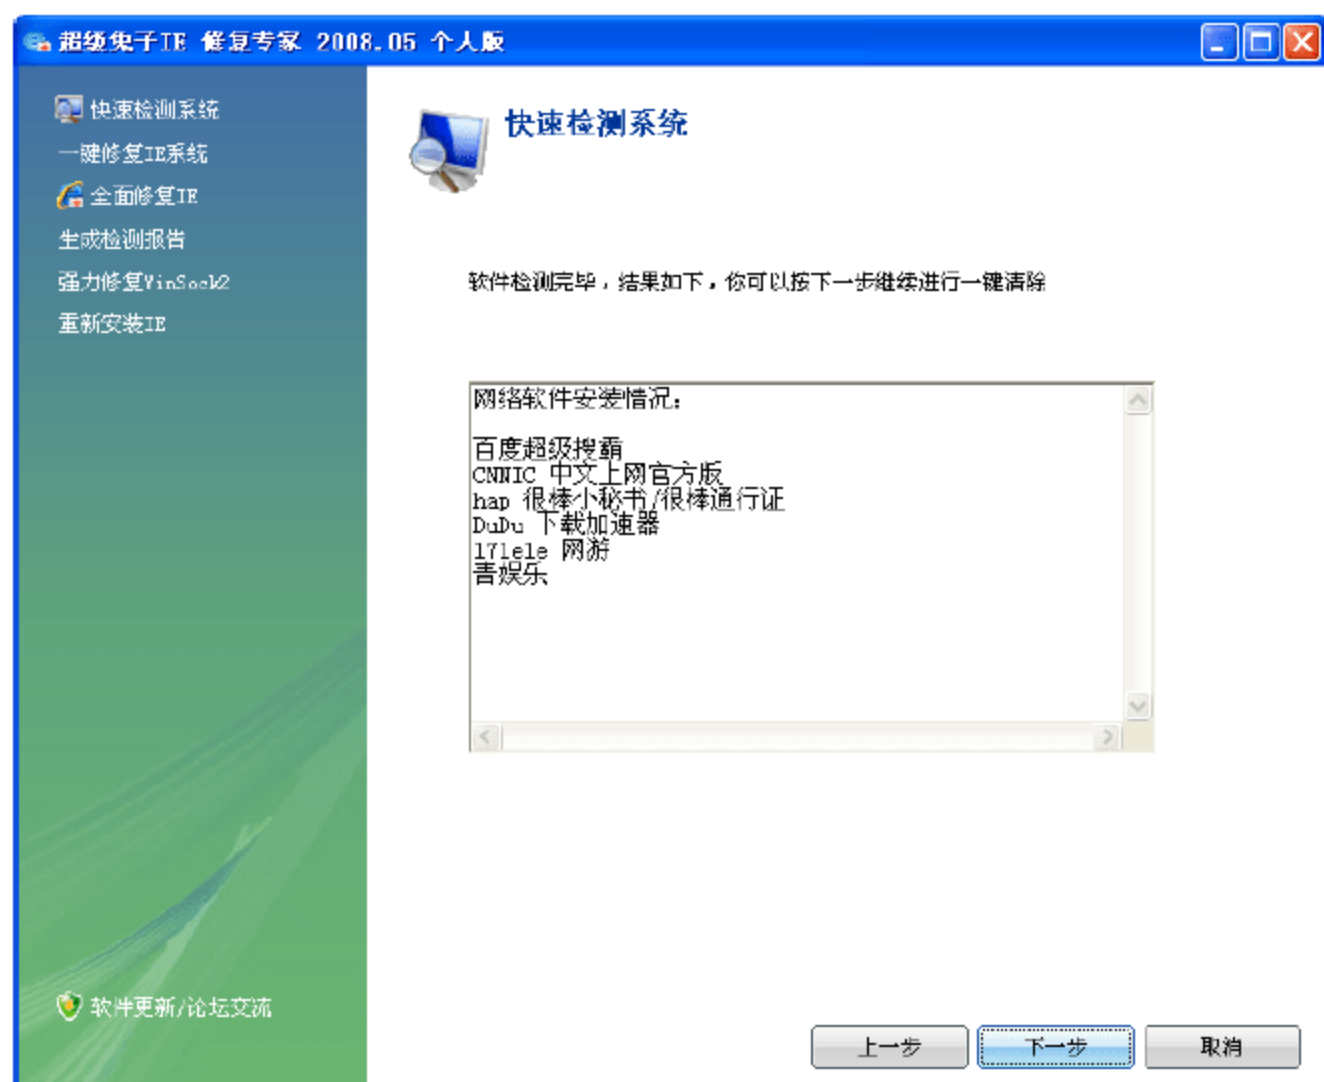 超级兔子IE 修复专家 2008.05 个人版
快速检测系统
一键修复IE系统
全面修复IE
生成检测报告
强力修复WinSock2
重新安装IE
软件更新/论坛交流
快速检测系统
软件检测完毕，结果如下，你可以按下一步继续进行一键清除
网络软件安装情况：
百度超级搜霸
CNNIC 中文上网官方版
hap 很棒小秘书/很棒通行证
DuDu 下载加速器
171ele 网游
青娱乐
上一步
下一步
取消